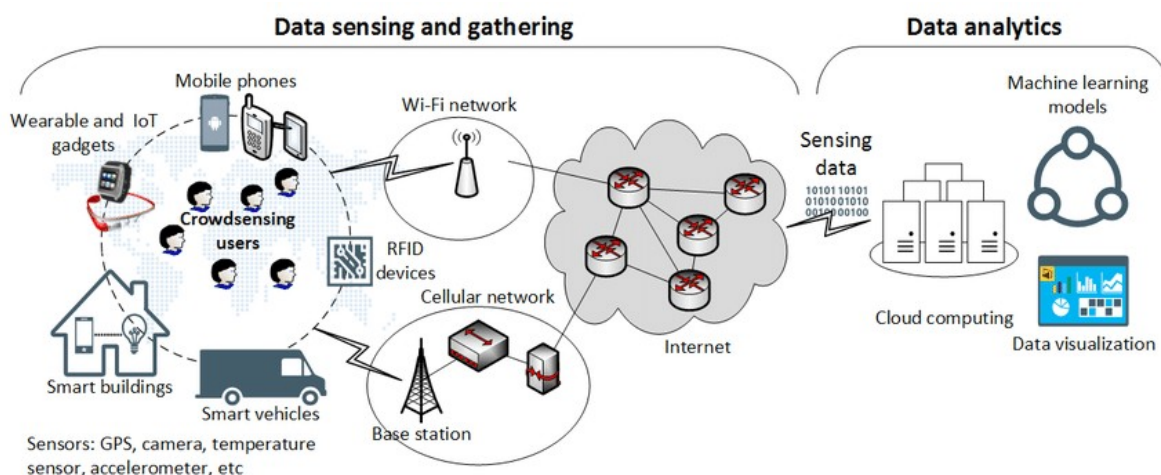 Data sensing and gathering
Data analytics
Mobile phones
Wearable and IoT
gadgets
Wi-Fi network
Machine learning
models
Sensing
data
10101 10101
0101001010
0010000100
Crowdsensing
users
RFID
devices
Cellular network
Internet
Cloud computing
Data visualization
Smart buildings
Smart vehicles
Base station
Sensors: GPS, camera, temperature
sensor, accelerometer, etc